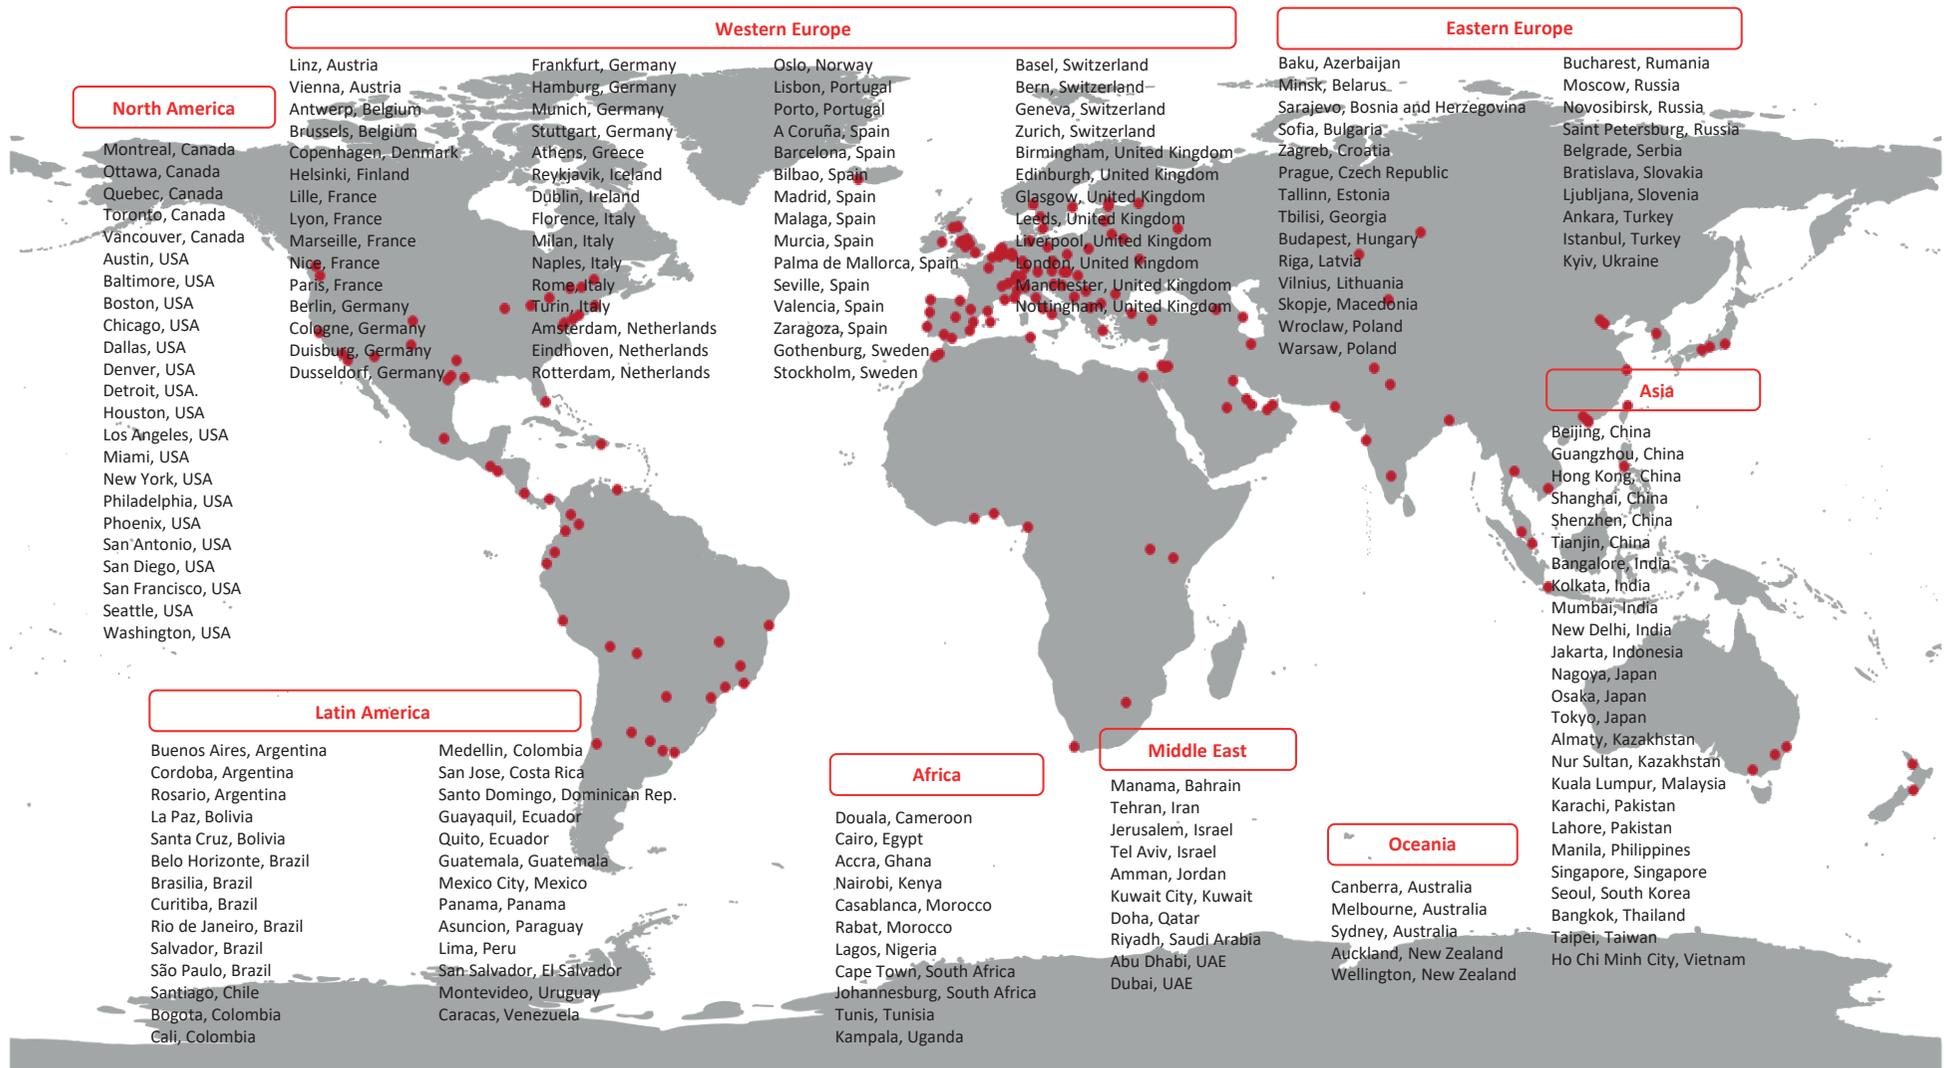 Western Europe
Linz, Austria
Vienna, Austria
Antwerp, Belgium
Brussels, Belgium
Copenhagen, Denmark
Helsinki, Finland
Lille, France
Lyon, France
Marseille, France
Nice, France
Paris, France
Berlin, Germany
Cologne, Germany
Duisburg, Germany
Dusseldorf, Germany
Frankfurt, Germany
Hamburg, Germany
Munich, Germany
Stuttgart, Germany
Athens, Greece
Reykjavik, Iceland
Dublin, Ireland
Florence, Italy
Milan, Italy
Naples, Italy
Rome, Italy
Turin, Italy
Amsterdam, Netherlands
Eindhoven, Netherlands
Rotterdam, Netherlands
Oslo, Norway
Lisbon, Portugal
Porto, Portugal
A Coruña, Spain
Barcelona, Spain
Bilbao, Spain
Madrid, Spain
Malaga, Spain
Murcia, Spain
Palma de Mallorca, Spain
Seville, Spain
Valencia, Spain
Zaragoza, Spain
Gothenburg, Sweden
Stockholm, Sweden
Basel, Switzerland
Bern, Switzerland
Geneva, Switzerland
Zurich, Switzerland
Birmingham, United Kingdom
Edinburgh, United Kingdom
Glasgow, United Kingdom
Leeds, United Kingdom
Liverpool, United Kingdom
London, United Kingdom
Manchester, United Kingdom
Nottingham, United Kingdom
Eastern Europe
Baku, Azerbaijan
Minsk, Belarus
Sarajevo, Bosnia and Herzegovina
Sofia, Bulgaria
Zagreb, Croatia
Prague, Czech Republic
Tallinn, Estonia
Tbilisi, Georgia
Budapest, Hungary
Riga, Latvia
Vilnius, Lithuania
Skopje, Macedonia
Wroclaw, Poland
Warsaw, Poland
Bucharest, Rumania
Moscow, Russia
Novosibirsk, Russia
Saint Petersburg, Russia
Belgrade, Serbia
Bratislava, Slovakia
Ljubljana, Slovenia
Ankara, Turkey
Istanbul, Turkey
Kyiv, Ukraine
North America
Montreal, Canada
Ottawa, Canada
Quebec, Canada
Toronto, Canada
Vancouver, Canada
Austin, USA
Baltimore, USA
Boston, USA
Chicago, USA
Dallas, USA
Denver, USA
Detroit, USA.
Houston, USA
Los Angeles, USA
Miami, USA
New York, USA
Philadelphia, USA
Phoenix, USA
San Antonio, USA
San Diego, USA
San Francisco, USA
Seattle, USA
Washington, USA
Latin America
Buenos Aires, Argentina
Cordoba, Argentina
Rosario, Argentina
La Paz, Bolivia
Santa Cruz, Bolivia
Belo Horizonte, Brazil
Brasilia, Brazil
Curitiba, Brazil
Rio de Janeiro, Brazil
Salvador, Brazil
São Paulo, Brazil
Santiago, Chile
Bogota, Colombia
Cali, Colombia
Medellin, Colombia
San Jose, Costa Rica
Santo Domingo, Dominican Rep.
Guayaquil, Ecuador
Quito, Ecuador
Guatemala, Guatemala
Mexico City, Mexico
Panama, Panama
Asuncion, Paraguay
Lima, Peru
San Salvador, El Salvador
Montevideo, Uruguay
Caracas, Venezuela
Africa
Douala, Cameroon
Cairo, Egypt
Accra, Ghana
Nairobi, Kenya
Casablanca, Morocco
Rabat, Morocco
Lagos, Nigeria
Cape Town, South Africa
Johannesburg, South Africa
Tunis, Tunisia
Kampala, Uganda
Middle East
Manama, Bahrain
Tehran, Iran
Jerusalem, Israel
Tel Aviv, Israel
Amman, Jordan
Kuwait City, Kuwait
Doha, Qatar
Riyadh, Saudi Arabia
Abu Dhabi, UAE
Dubai, UAE
Oceania
Canberra, Australia
Melbourne, Australia
Sydney, Australia
Auckland, New Zealand
Wellington, New Zealand
Asia
Beijing, China
Guangzhou, China
Hong Kong, China
Shanghai, China
Shenzhen, China
Tianjin, China
Bangalore, India
Kolkata, India
Mumbai, India
New Delhi, India
Jakarta, Indonesia
Nagoya, Japan
Osaka, Japan
Tokyo, Japan
Almaty, Kazakhstan
Nur Sultan, Kazakhstan
Kuala Lumpur, Malaysia
Karachi, Pakistan
Lahore, Pakistan
Manila, Philippines
Singapore, Singapore
Seoul, South Korea
Bangkok, Thailand
Taipei, Taiwan
Ho Chi Minh City, Vietnam